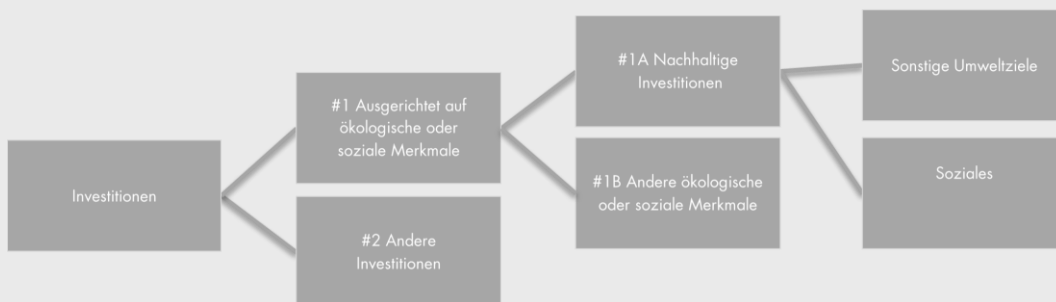 Investitionen
#1 Ausgerichtet auf
ökologische oder
soziale Merkmale
#2 Andere
Investitionen
#1A Nachhaltige
Investitionen
#1B Andere ökologische
oder soziale Merkmale
Sonstige Umweltziele
Soziales